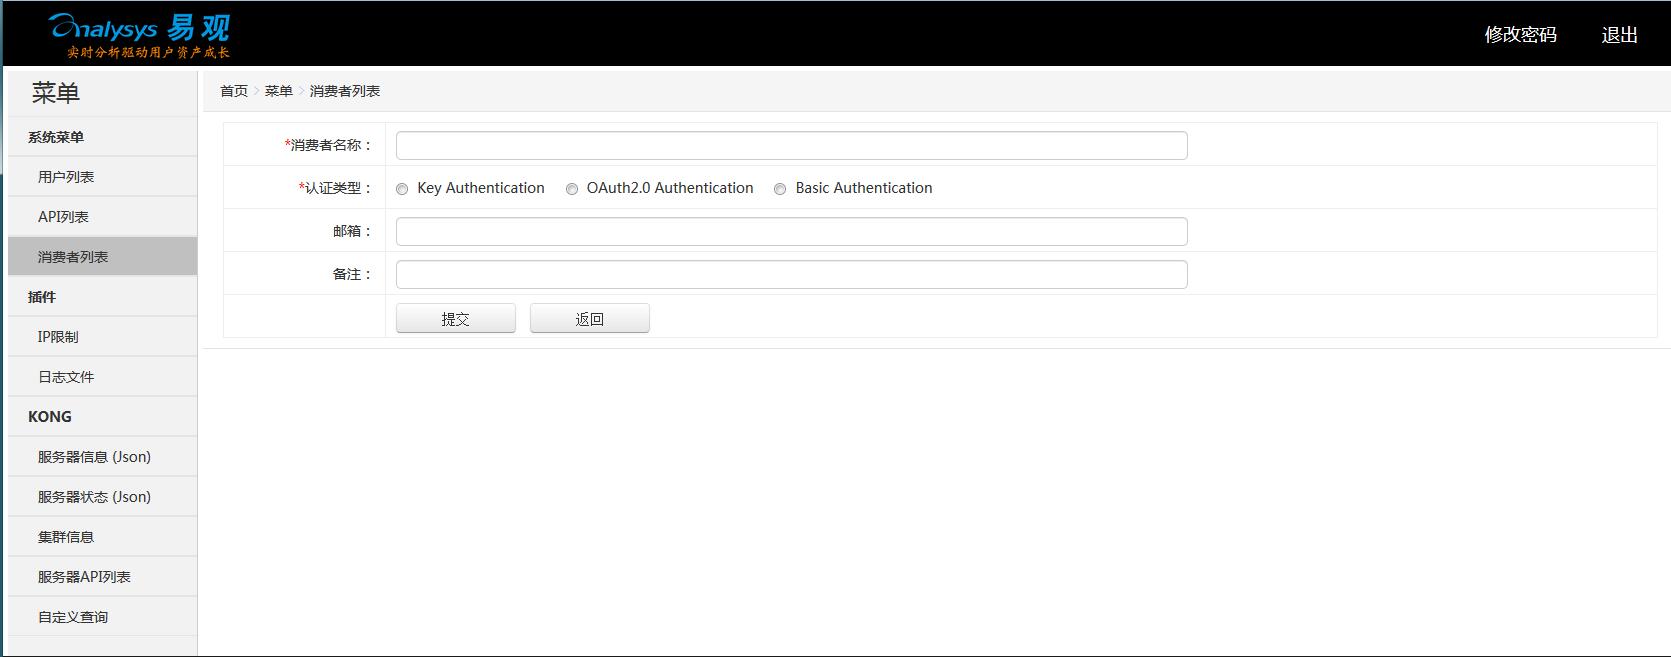 analysys 易观
实时分析驱动用户资产成长
修改密码 退出
菜单
系统菜单
用户列表
API列表
消费者列表
插件
IP限制
日志文件
KONG
服务器信息 (Json)
服务器状态 (Json)
集群信息
服务器API列表
自定义查询
首页 > 菜单 > 消费者列表
*消费者名称：
*认证类型： Key Authentication OAuth2.0 Authentication Basic Authentication
邮箱：
备注：
提交 返回